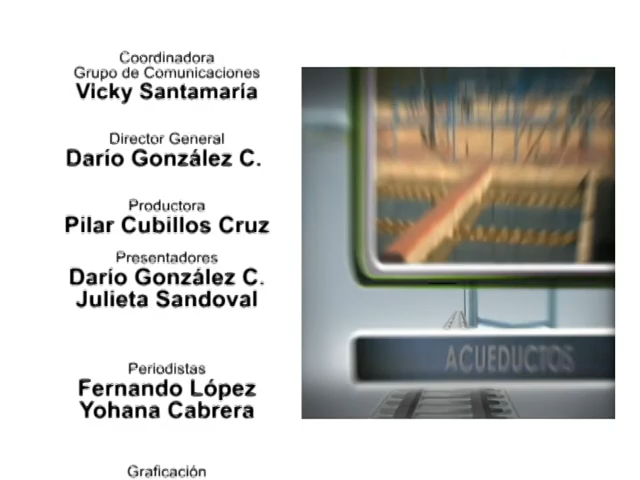 Coordinadora
Grupo de Comunicaciones
Vicky Santamaría
Director General
Darío González C.
Productora
Pilar Cubillos Cruz
Presentadores
Darío González C.
Julieta Sandoval
Periodistas
Fernando López
Yohana Cabrera
Graficación
ACUEDUCTOS